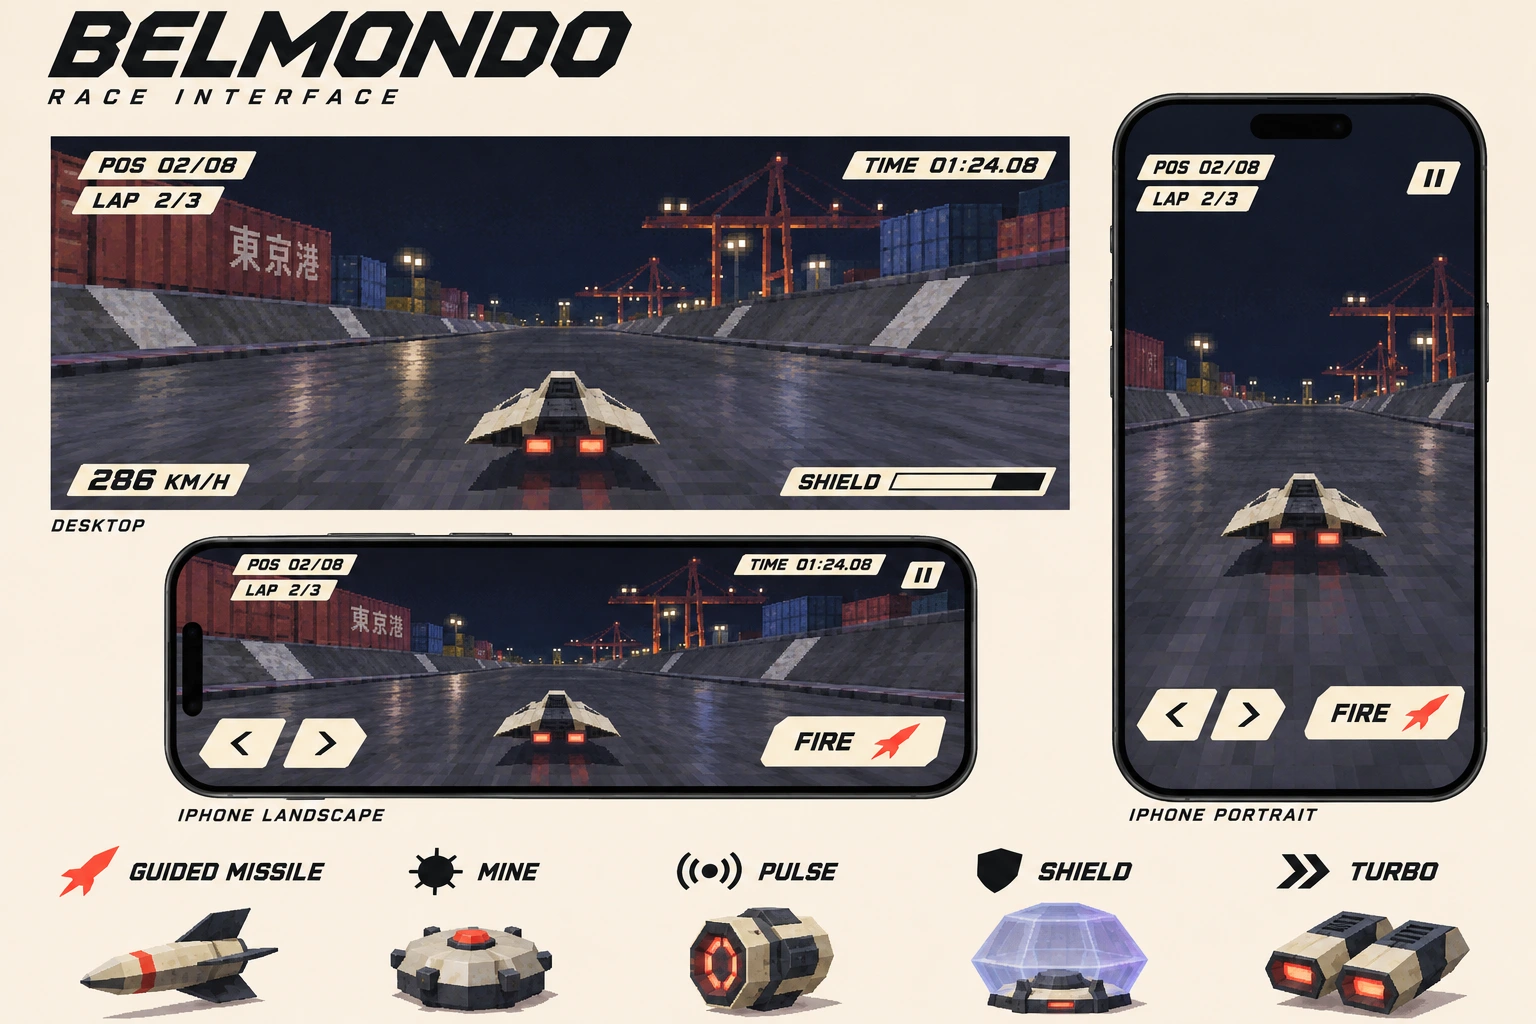 BELMONDO
RACE INTERFACE
POS 02/08
LAP 2/3
TIME 01:24.08
東京港
286 KM/H
SHIELD
DESKTOP
POS 02/08
LAP 2/3
TIME 01:24.08
東京港
FIRE
IPHONE LANDSCAPE
POS 02/08
LAP 2/3
FIRE
IPHONE PORTRAIT
GUIDED MISSILE
MINE
PULSE
SHIELD
TURBO